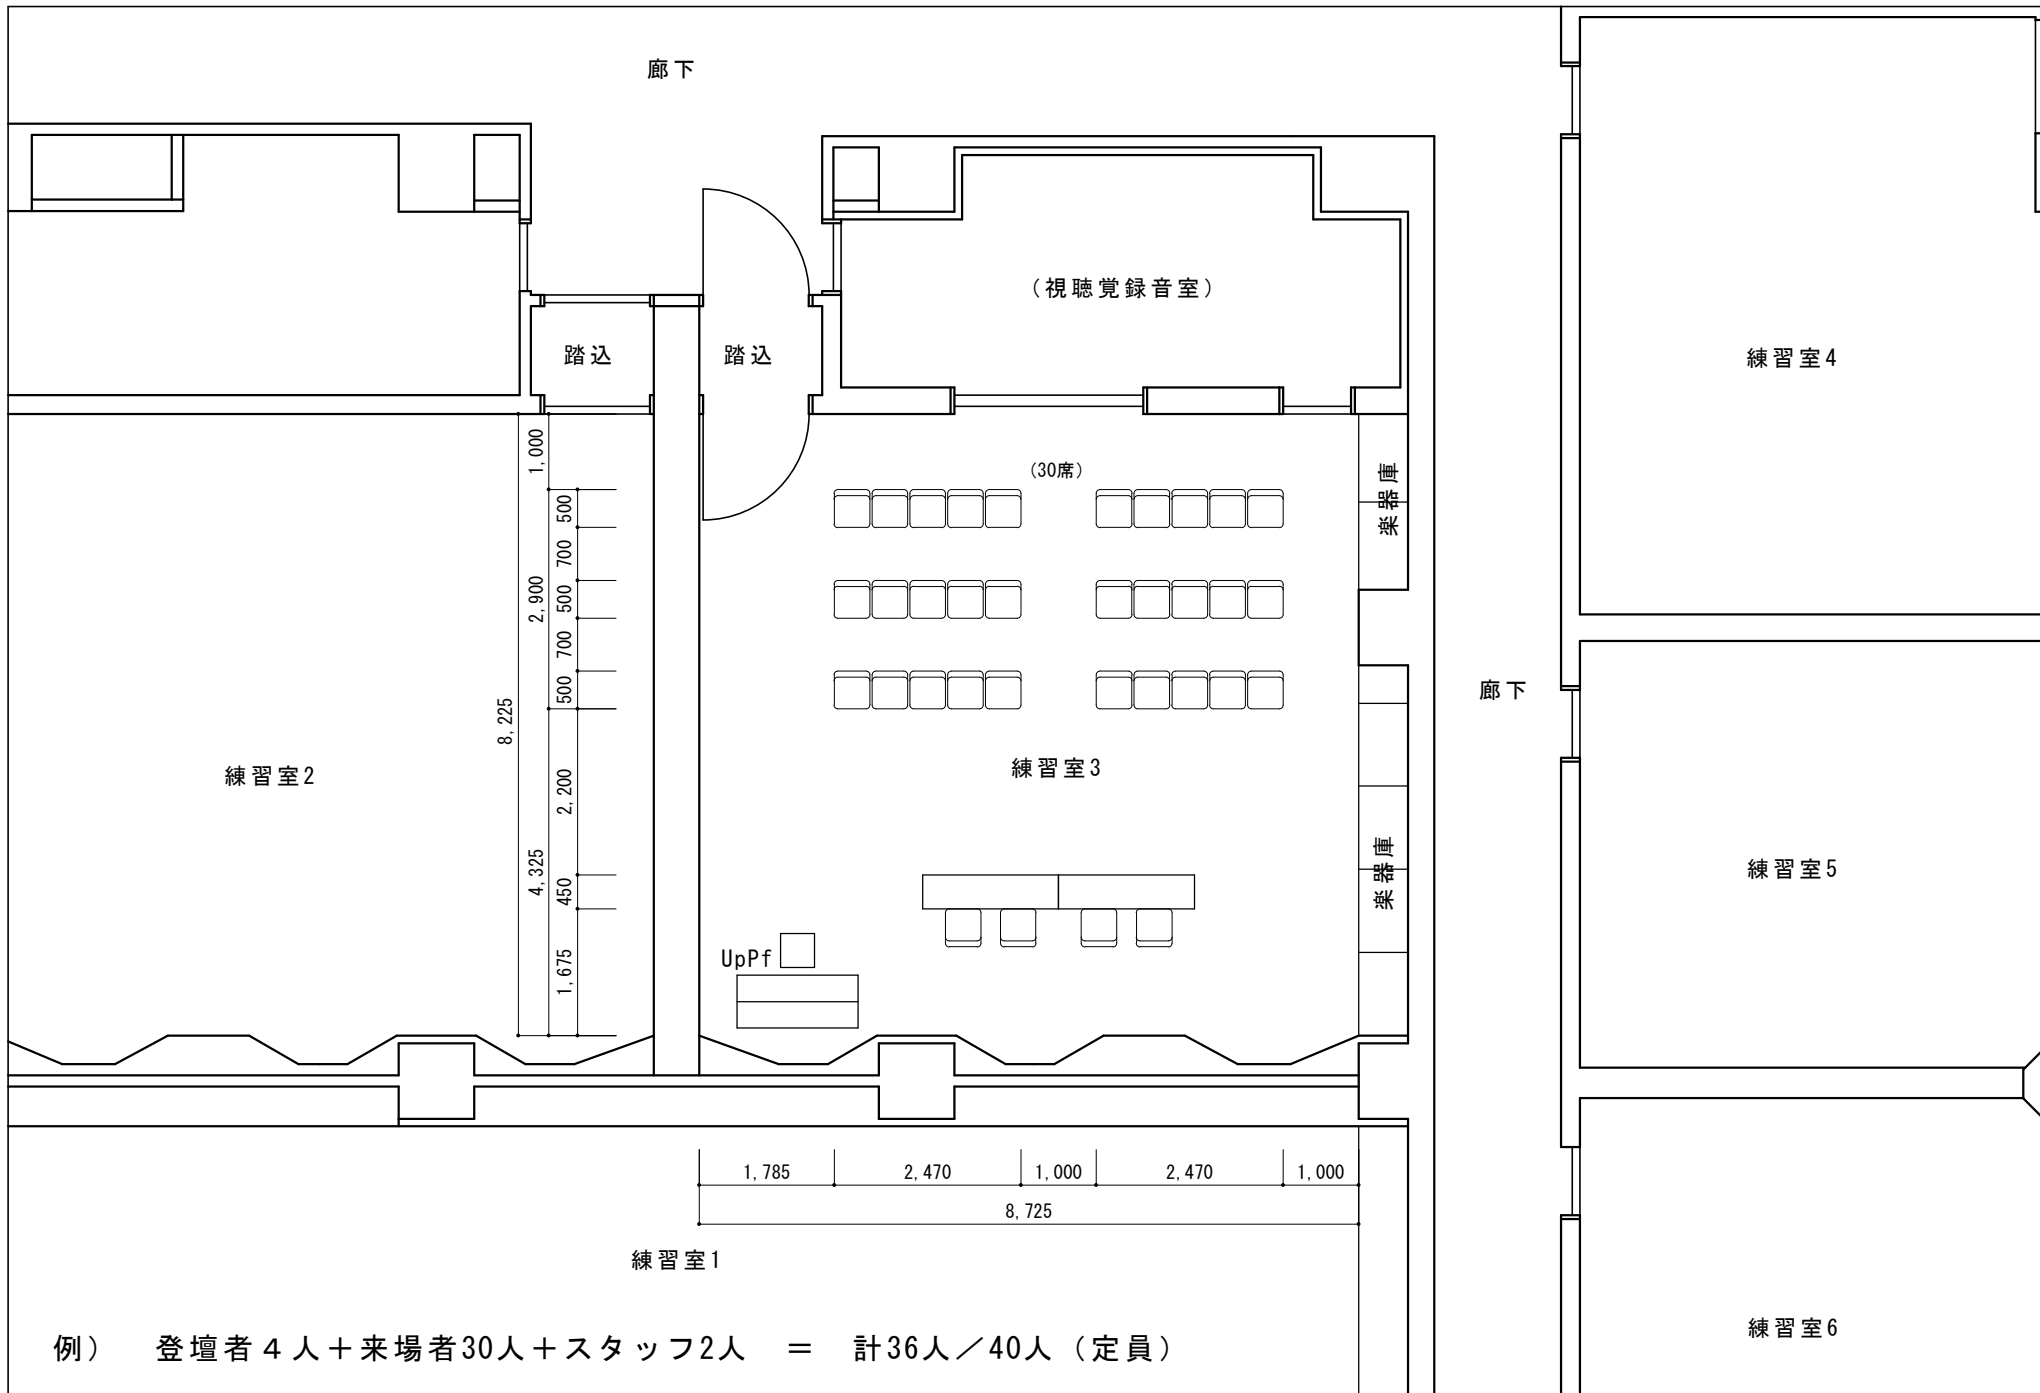 廊下
(視聴覚録音室)
踏込
踏込
練習室4
1,000
(30席)
楽器庫
500
700
2,900
500
700
500
廊下
8,225
練習室2
練習室3
2,200
4,325
450
楽器庫
練習室5
UpPf
1,675
1,785
2,470
1,000
2,470
1,000
8,725
練習室1
練習室6
例) 登壇者4人+来場者30人+スタッフ2人 = 計36人/40人(定員)